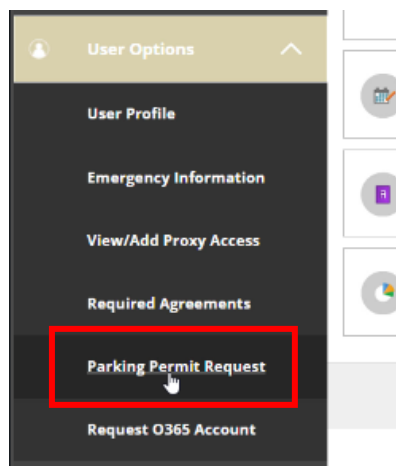 User Options
User Profile
Emergency Information
View/Add Proxy Access
Required Agreements
Parking Permit Request
Request O365 Account